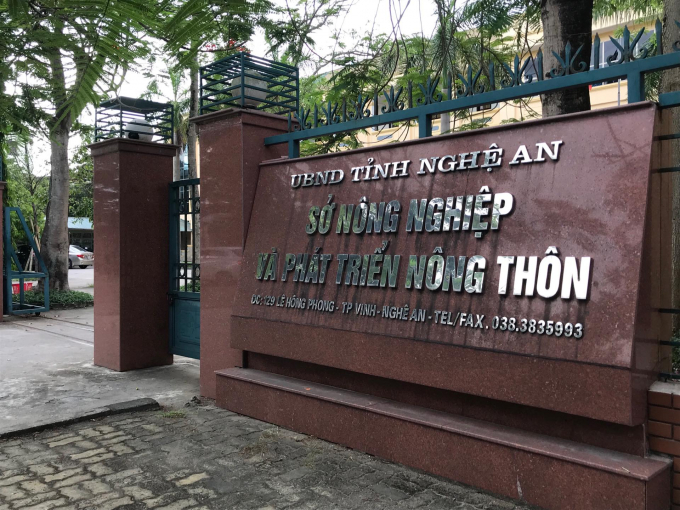 UBND TỈNH NGHỆ AN
SỞ NÔNG NGHIỆP
VÀ PHÁT TRIỂN NÔNG THÔN
ĐC: 129 LÊ HỒNG PHONG - TP VINH - NGHỆ AN - TEL/FAX. 038.3835993